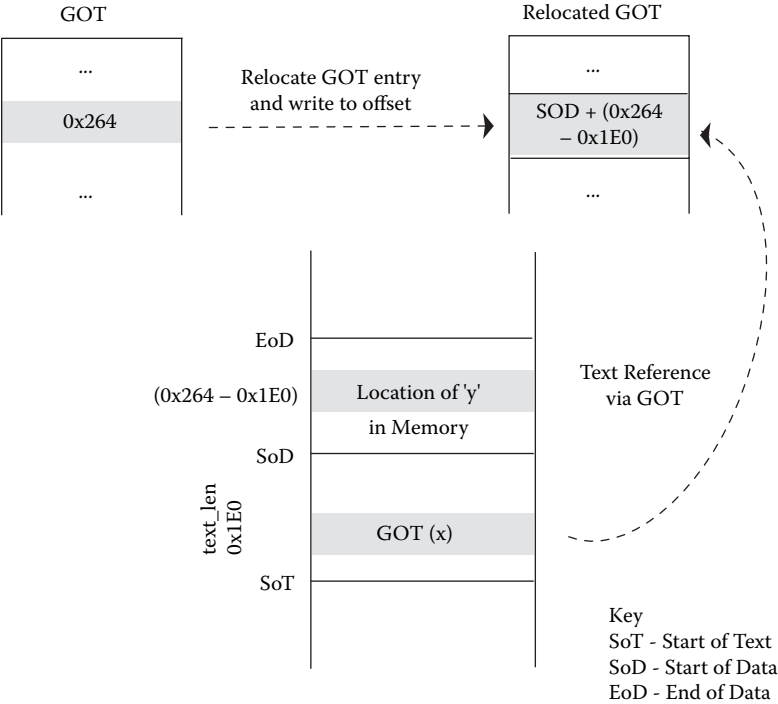 GOT
Relocated GOT
...
...
Relocate GOT entry
and write to offset
0x264
SOD + (0x264
– 0x1E0)
...
...
EoD
(0x264 – 0x1E0)
Location of 'y'
in Memory
Text Reference
via GOT
SoD
text_len
0x1E0
GOT (x)
SoT
Key
SoT - Start of Text
SoD - Start of Data
EoD - End of Data